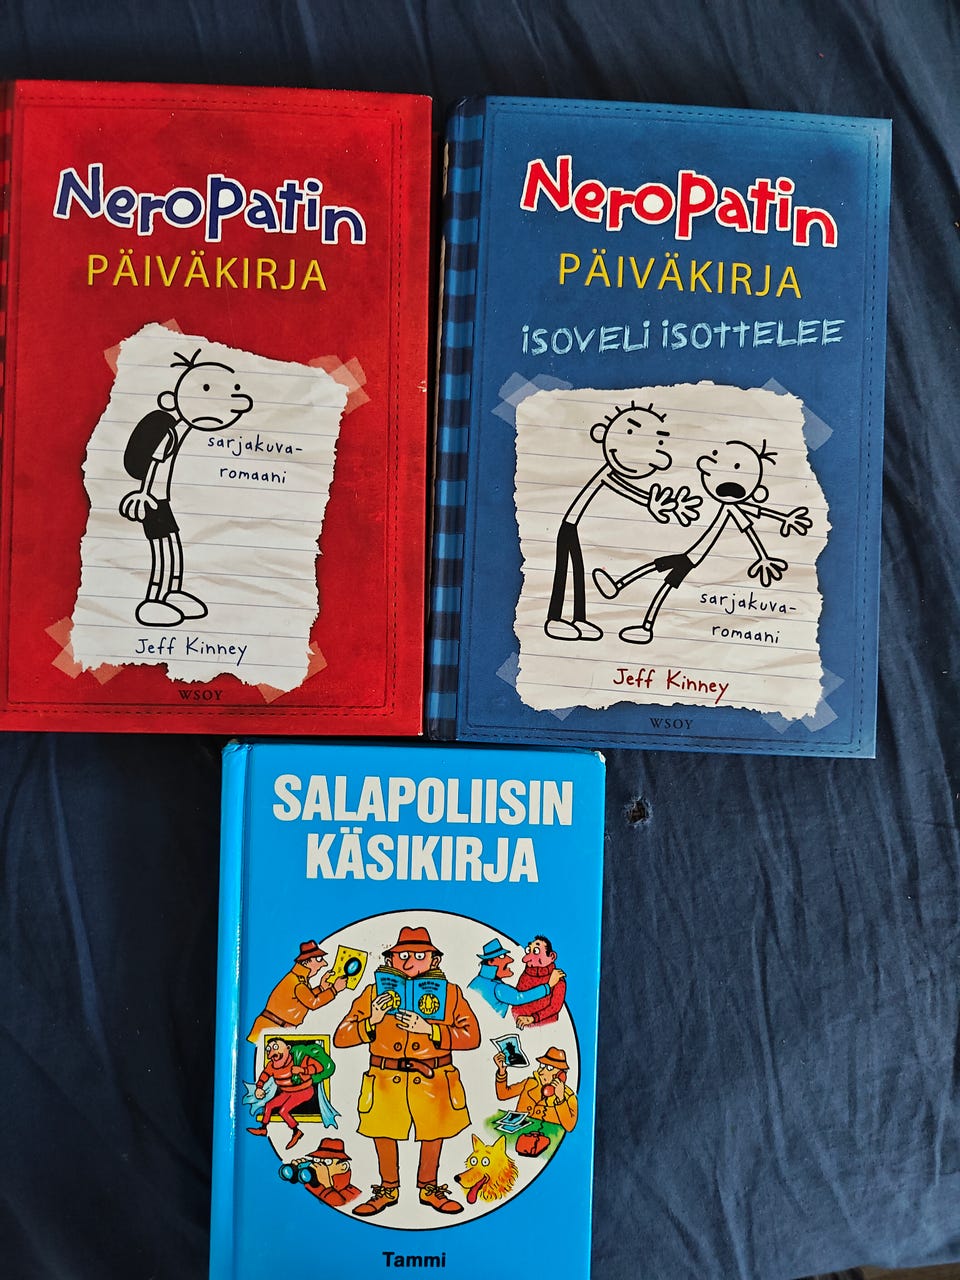 NeroPatin
PÄIVÄKIRJA
sarjakuva-
romaani
Jeff Kinney
WSOY
NeroPatin
PÄIVÄKIRJA
iSOVELi iSOTTELEE
sarjakuva-
romaani
Jeff Kinney
WSOY
SALAPOLIISIN
KÄSIKIRJA
Tammi